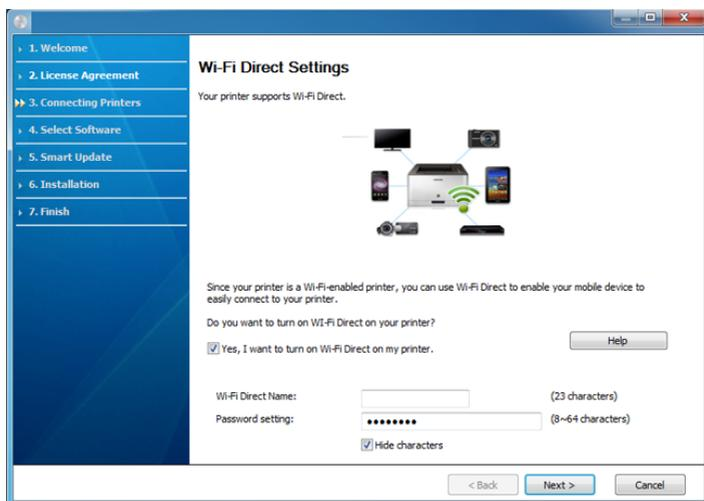 1. Welcome
2. License Agreement
3. Connecting Printers
4. Select Software
5. Smart Update
6. Installation
7. Finish
Wi-Fi Direct Settings
Your printer supports Wi-Fi Direct.
Since your printer is a Wi-Fi-enabled printer, you can use Wi-Fi Direct to enable your mobile device to
easily connect to your printer.
Do you want to turn on WI-Fi Direct on your printer?
Yes, I want to turn on Wi-Fi Direct on my printer.
Help
Wi-Fi Direct Name:
(23 characters)
Password setting:
(8~64 characters)
Hide characters
< Back
Next >
Cancel